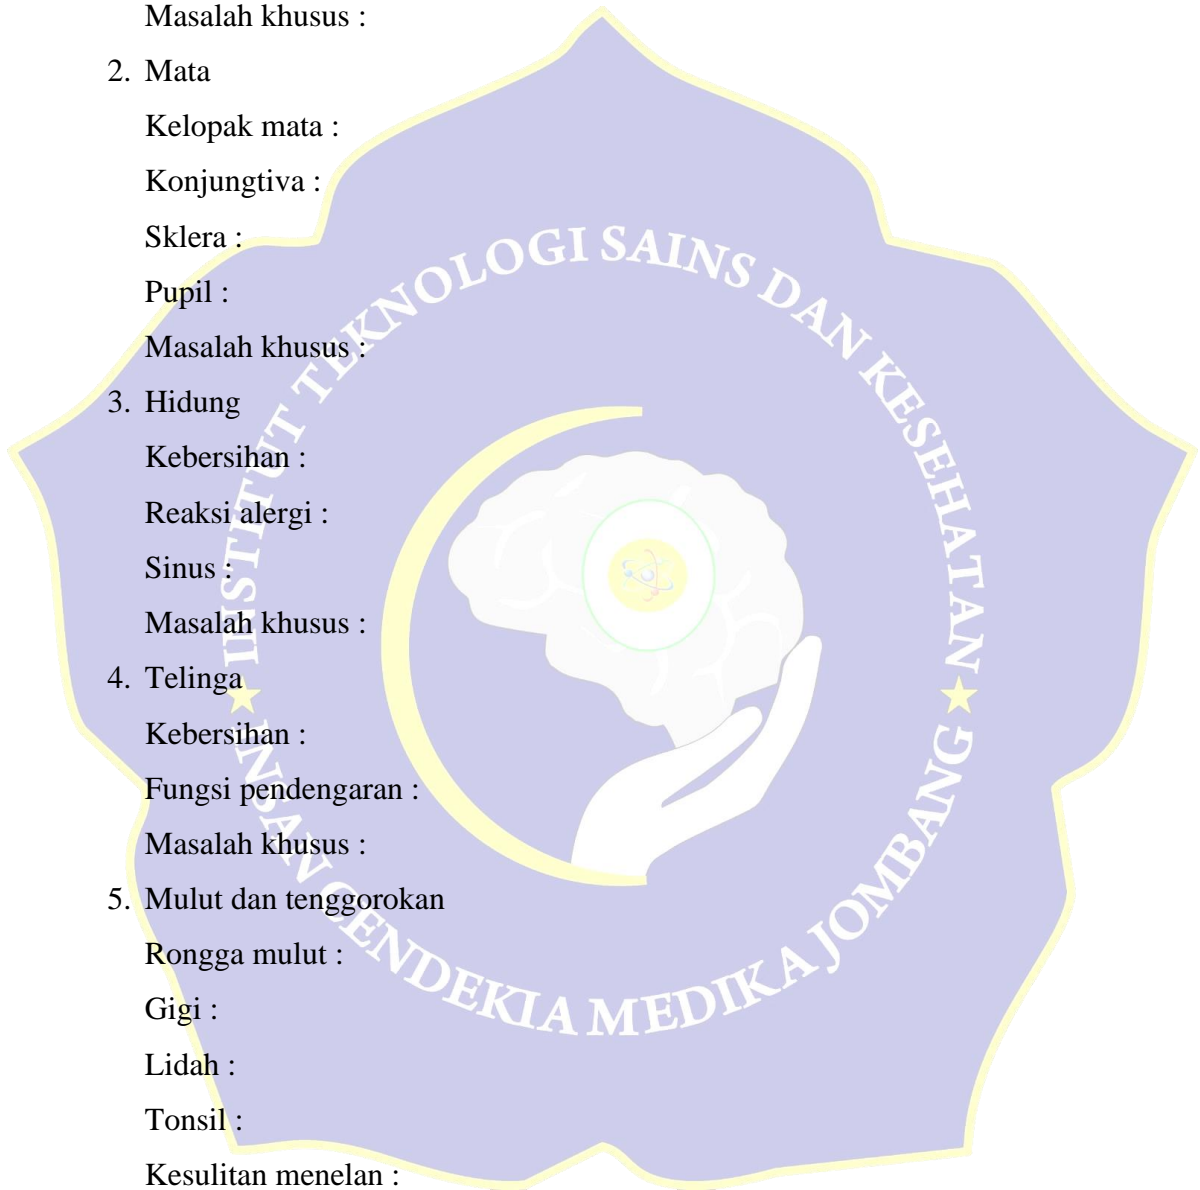 Masalah khusus :
2. Mata
Kelopak mata :
Konjungtiva :
Sklera :
Pupil :
Masalah khusus :
3. Hidung
Kebersihan :
Reaksi alergi :
Sinus :
Masalah khusus :
4. Telinga
Kebersihan :
Fungsi pendengaran :
Masalah khusus :
5. Mulut dan tenggorokan
Rongga mulut :
Gigi :
Lidah :
Tonsil :
Kesulitan menelan :
INSTITUT TEKNOLOGI SAINS DAN KESEHATAN
INSAN CENDEKIA MEDIKA JOMBANG